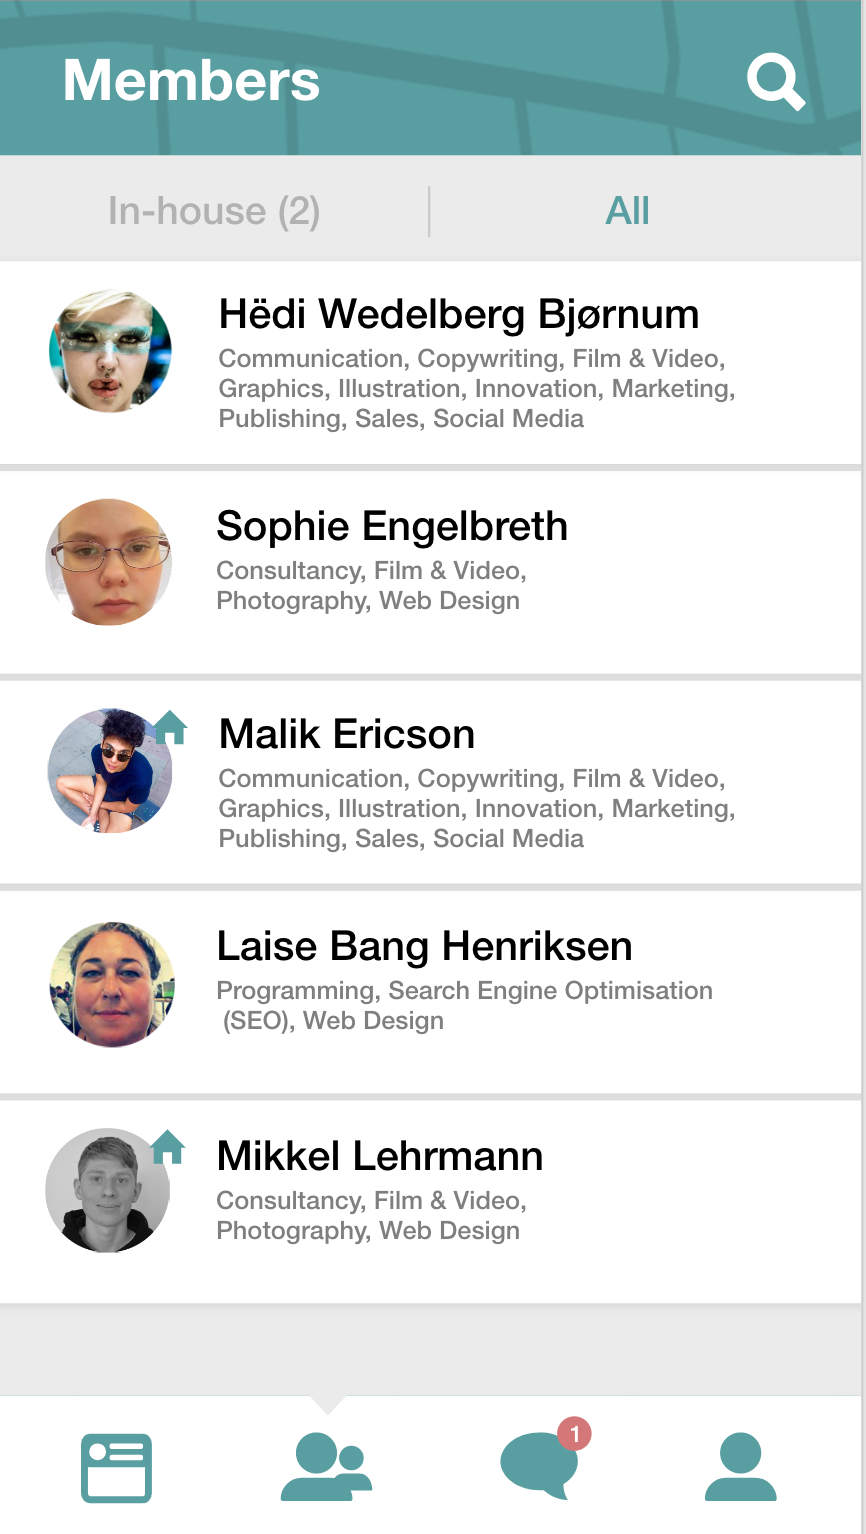 Members
In-house (2)
All
Hëdi Wedelberg Bjørnum
Communication, Copywriting, Film & Video,
Graphics, Illustration, Innovation, Marketing,
Publishing, Sales, Social Media
Sophie Engelbreth
Consultancy, Film & Video,
Photography, Web Design
Malik Ericson
Communication, Copywriting, Film & Video,
Graphics, Illustration, Innovation, Marketing,
Publishing, Sales, Social Media
Laise Bang Henriksen
Programming, Search Engine Optimisation
(SEO), Web Design
Mikkel Lehrmann
Consultancy, Film & Video,
Photography, Web Design
1